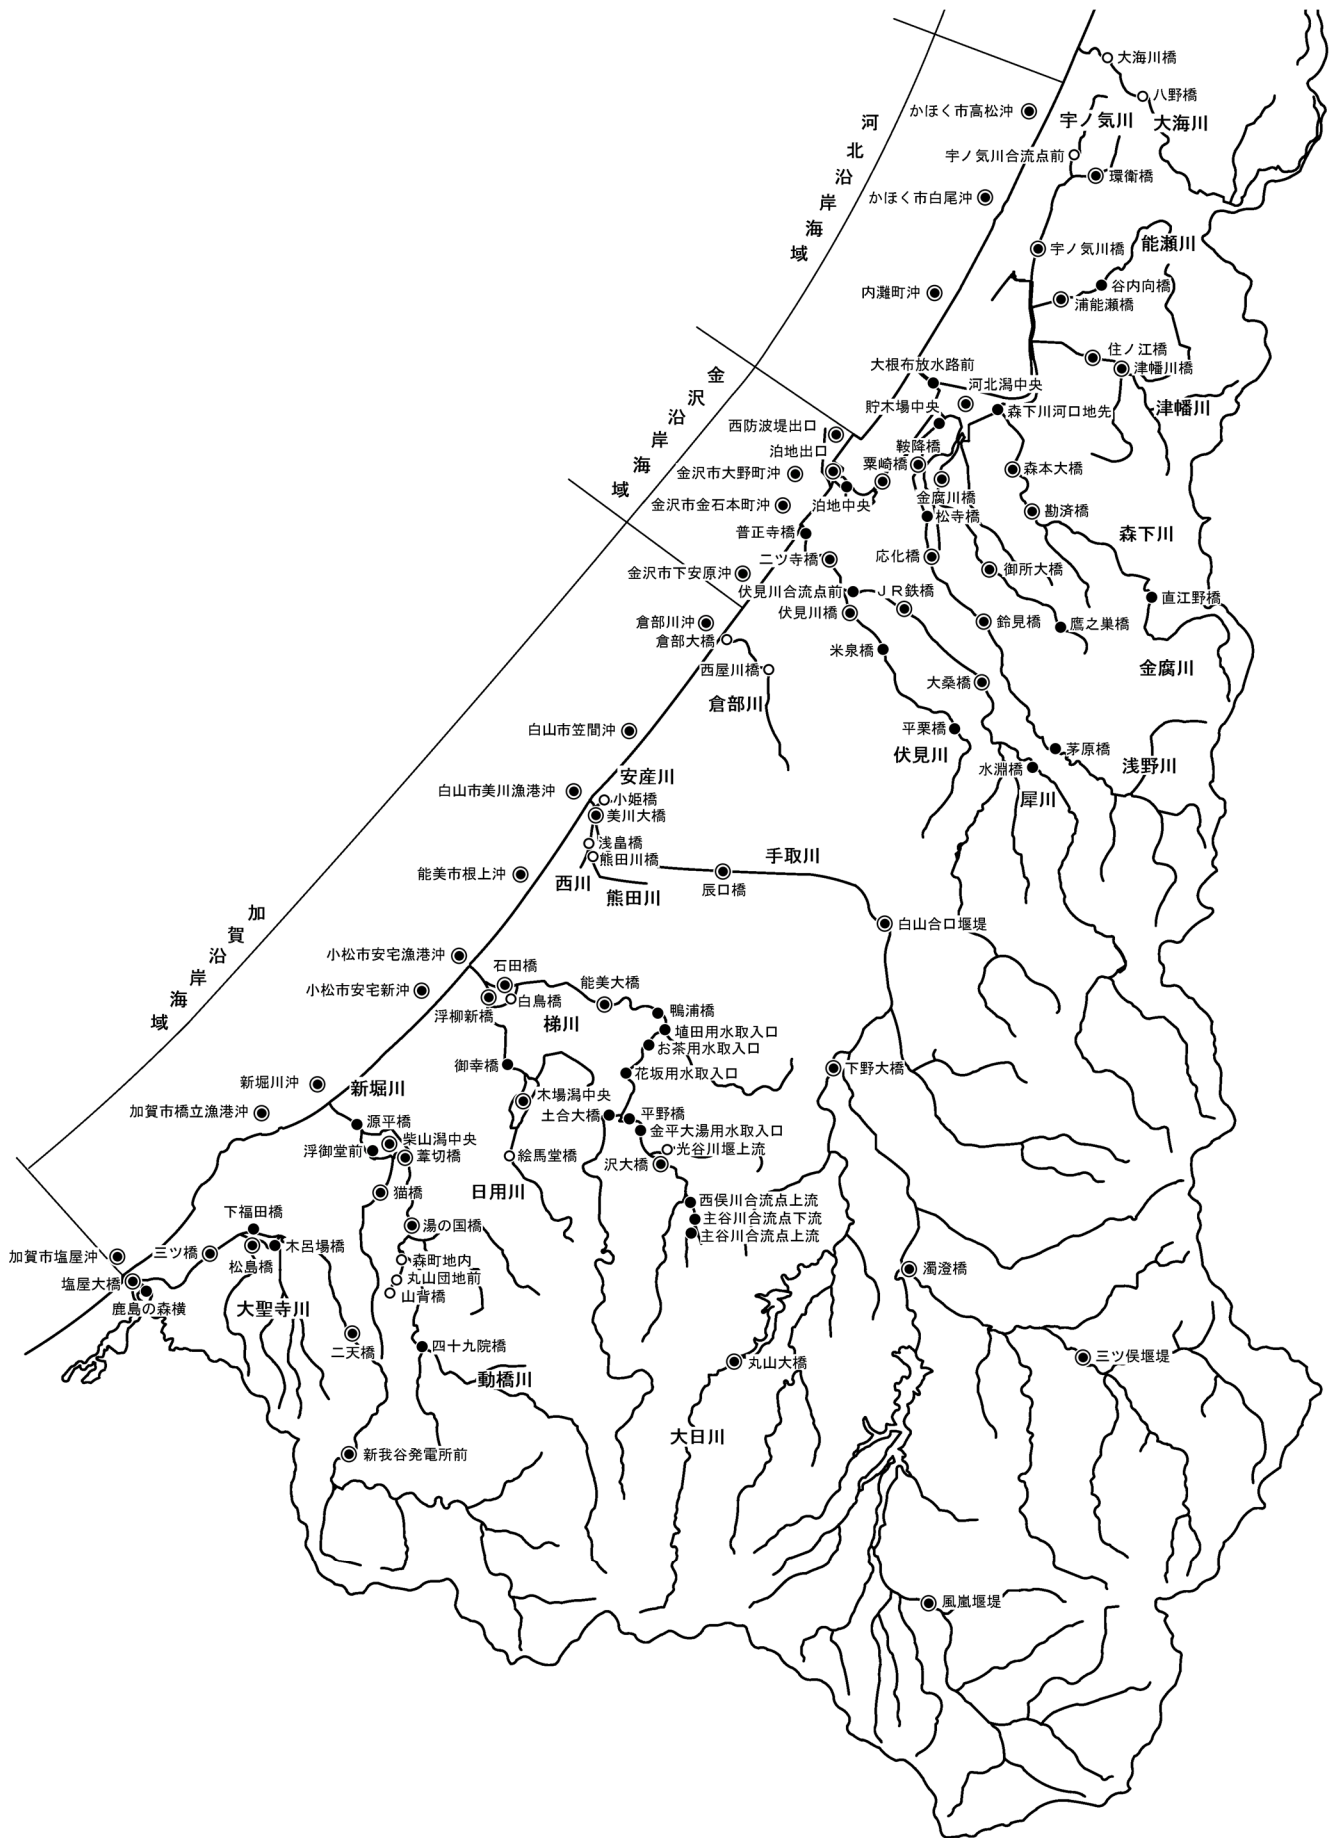 大海川橋
八野橋
かほく市高松沖
宇ノ気川
大海川
河北沿岸海域
宇ノ気川合流点前
環衛橋
かほく市白尾沖
能瀬川
宇ノ気川橋
谷内向橋
内灘町沖
浦能瀬橋
住ノ江橋
大根布放水路前
津幡川橋
金沢沿岸海域
河北潟中央
貯木場中央
森下川河口地先
津幡川
西防波堤出口
鞍降橋
泊地出口
粟崎橋
森本大橋
金沢市大野町沖
金腐川橋
金沢市金石本町沖
泊地中央
松寺橋
勘済橋
普正寺橋
森下川
二ツ寺橋
応化橋
御所大橋
金沢市下安原沖
伏見川合流点前
JR鉄橋
直江野橋
伏見川橋
倉部川沖
鈴見橋
鷹之巣橋
倉部大橋
米泉橋
西屋川橋
金腐川
大桑橋
倉部川
平栗橋
白山市笠間沖
伏見川
茅原橋
水淵橋
浅野川
安産川
白山市美川漁港沖
小姫橋
犀川
美川大橋
浅畠橋
熊田川橋
手取川
能美市根上沖
西川
熊田川
辰口橋
加賀沿岸海域
白山合口堰堤
小松市安宅漁港沖
石田橋
能美大橋
小松市安宅新沖
白鳥橋
浮柳新橋
鴨浦橋
梯川
埴田用水取入口
お茶用水取入口
御幸橋
花坂用水取入口
下野大橋
新堀川沖
新堀川
木場潟中央
加賀市橋立漁港沖
源平橋
土合大橋
平野橋
柴山潟中央
金平大湯用水取入口
浮御堂前
葦切橋
絵馬堂橋
光谷川堰上流
沢大橋
猫橋
日用川
西俣川合流点上流
下福田橋
湯の国橋
主谷川合流点下流
主谷川合流点上流
木呂場橋
加賀市塩屋沖
三ツ橋
松島橋
森町地内
濁澄橋
塩屋大橋
丸山団地前
鹿島の森横
大聖寺川
山背橋
二天橋
四十九院橋
三ツ俣堰堤
丸山大橋
動橋川
大日川
新我谷発電所前
風嵐堰堤